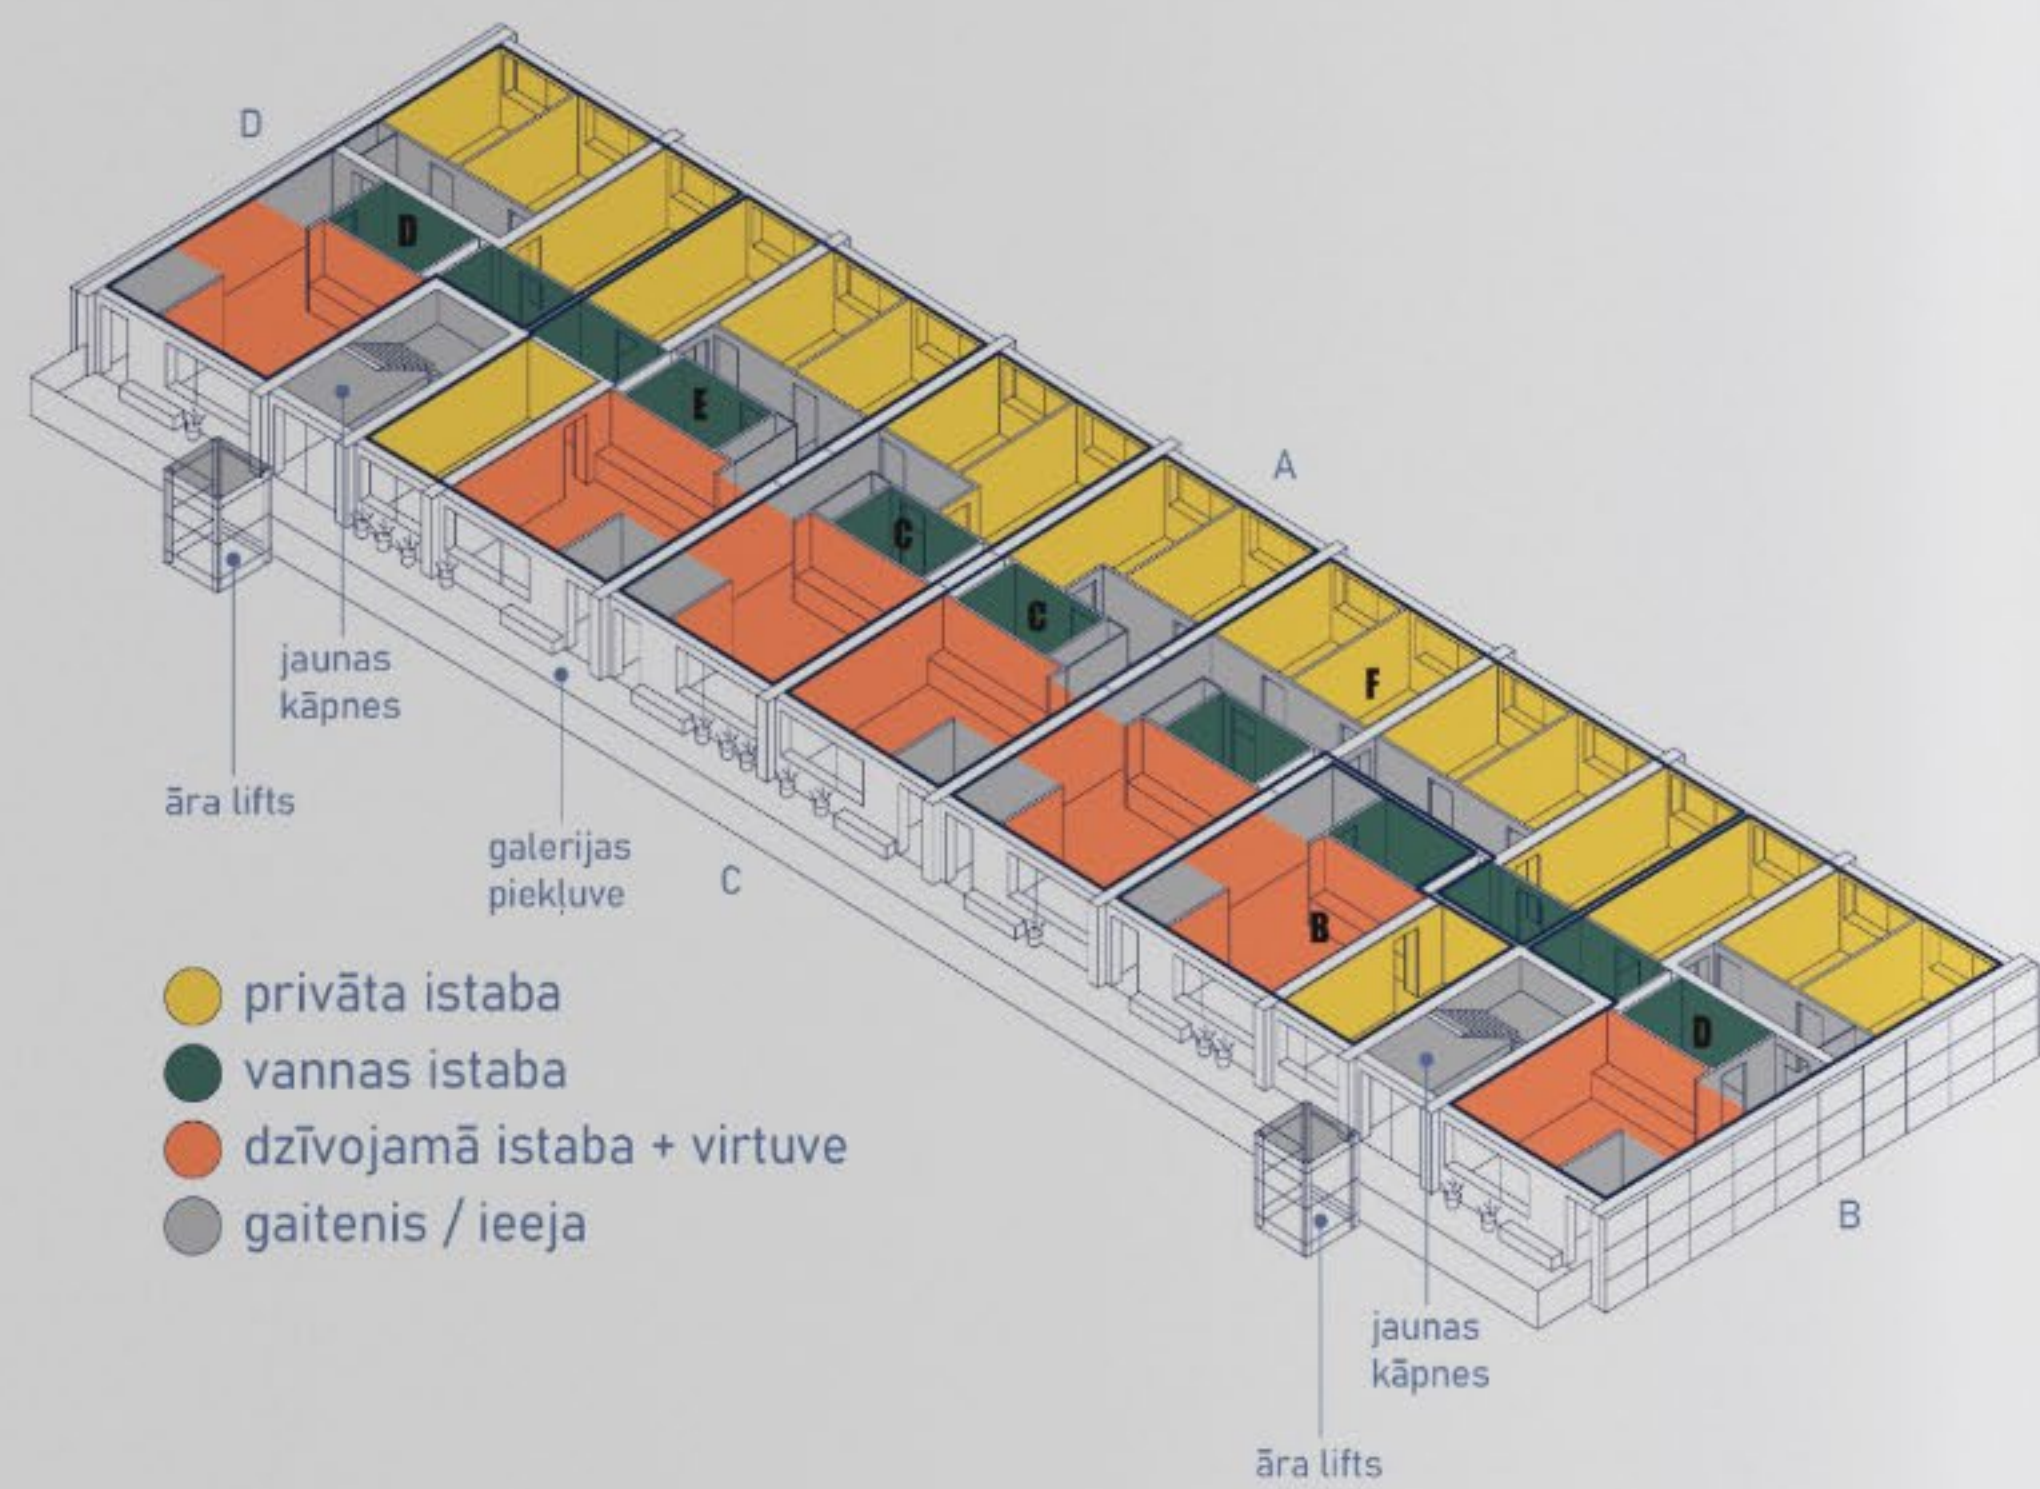 D
D
E
A
C
C
F
jaunas
kāpnes
āra lifts
galerijas
piekļuve
C
B
D
privāta istaba
vannas istaba
dzīvojamā istaba + virtuve
gaitenis / ieeja
B
jaunas
kāpnes
āra lifts